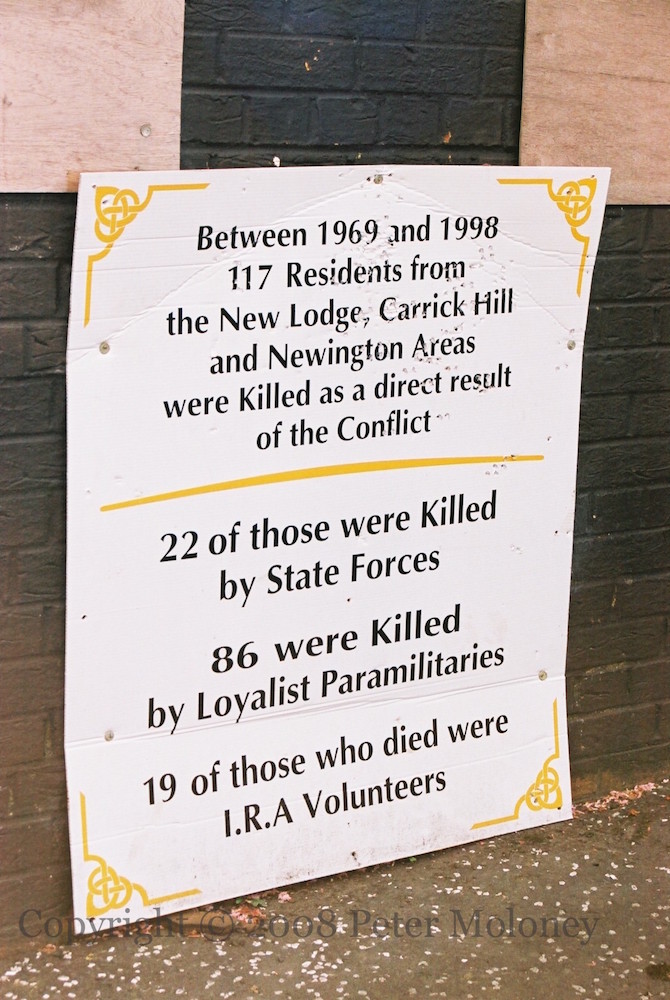 Between 1969 and 1998
117 Residents from
the New Lodge, Carrick Hill
and Newington Areas
were Killed as a direct result
of the Conflict
22 of those were Killed
by State Forces
86 were Killed
by Loyalist Paramilitaries
19 of those who died were
I.R.A Volunteers
Copyright © 2008 Peter Moloney